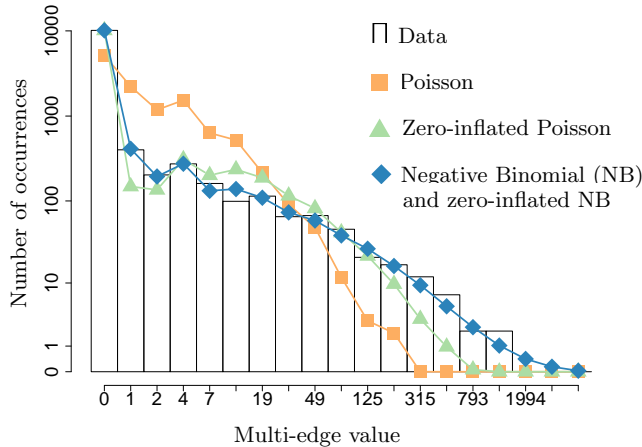 Number of occurrences
10000
1000
100
10
1
0
Data
Poisson
Zero-inflated Poisson
Negative Binomial (NB)
and zero-inflated NB
0 1 2 4 7 19 49 125 315 793 1994
Multi-edge value